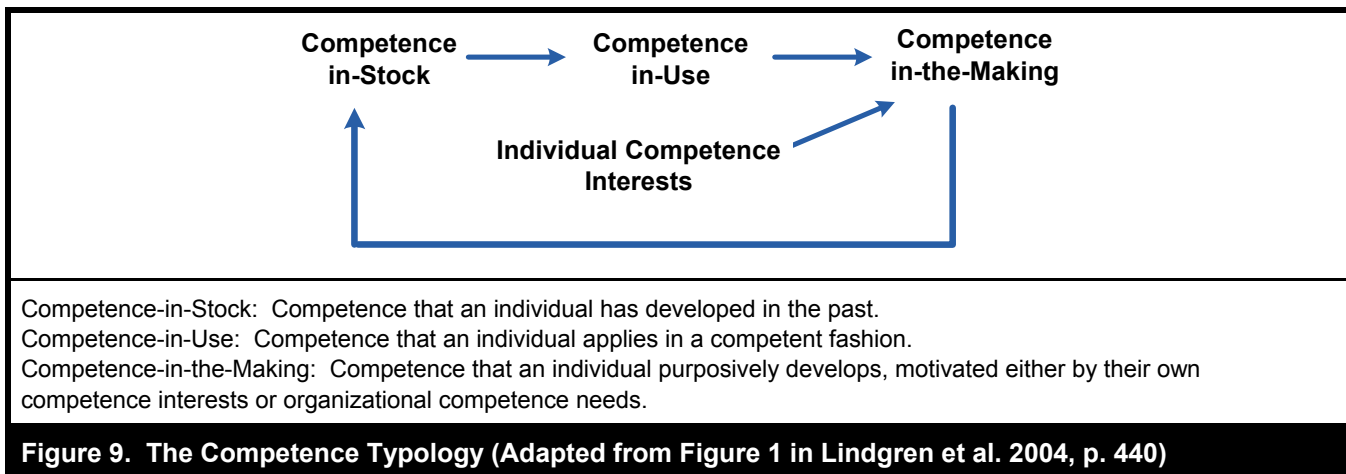 Competence
in-Stock
Competence
in-Use
Competence
in-the-Making
Individual Competence
Interests
Competence-in-Stock: Competence that an individual has developed in the past.
Competence-in-Use: Competence that an individual applies in a competent fashion.
Competence-in-the-Making: Competence that an individual purposively develops, motivated either by their own
competence interests or organizational competence needs.
Figure 9. The Competence Typology (Adapted from Figure 1 in Lindgren et al. 2004, p. 440)